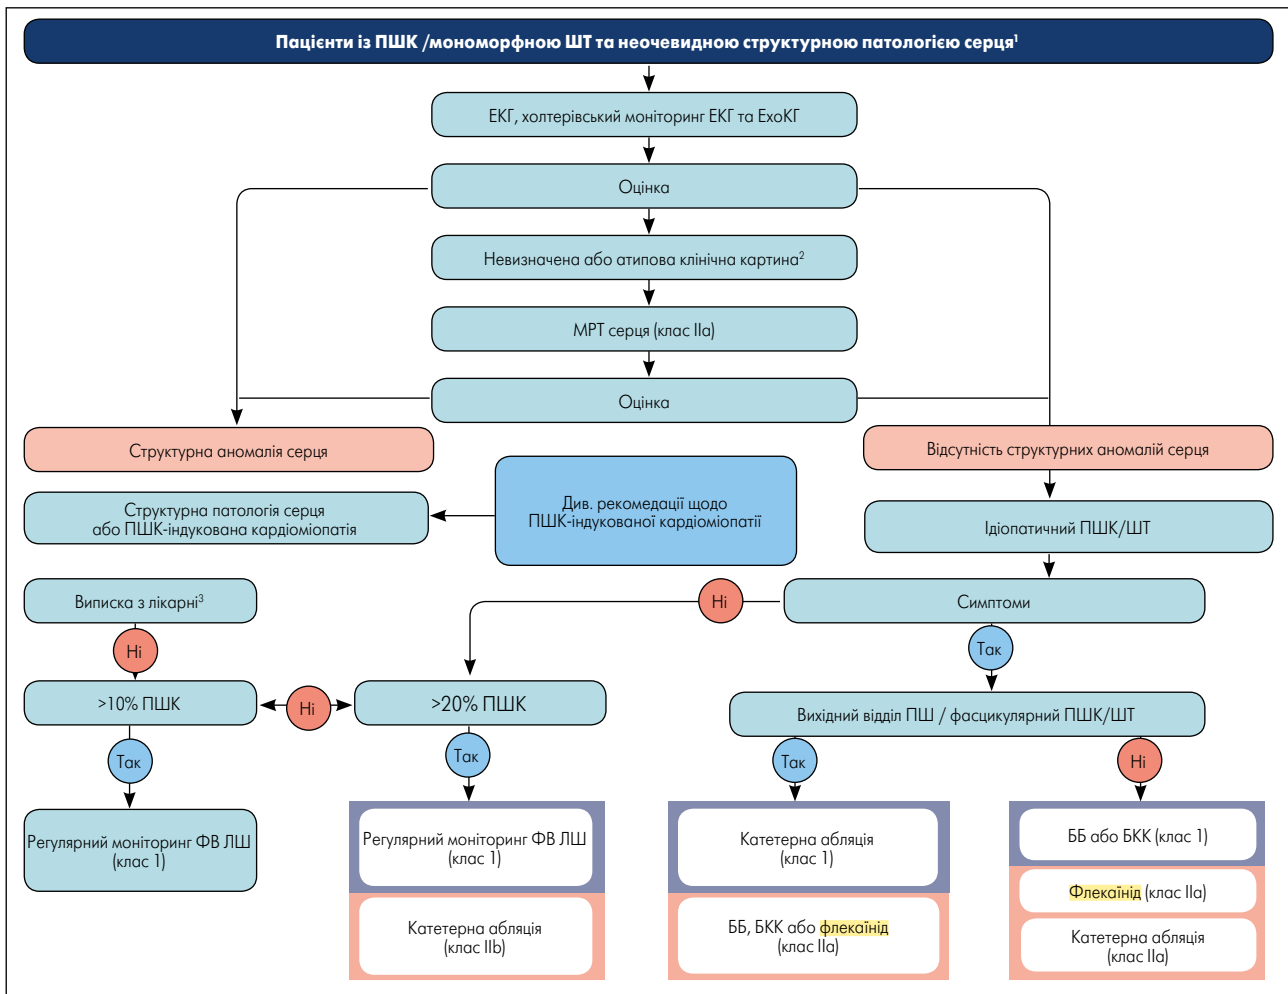 Пацієнти із ПШК /мономорфною ШТ та неочевидною структурною патологією серця¹
ЕКГ, холтерівський моніторинг ЕКГ та ЕхоКГ
Оцінка
Невизначена або атипова клінічна картина²
МРТ серця (клас IIa)
Оцінка
Структурна аномалія серця
Відсутність структурних аномалій серця
Структурна патологія серця
або ПШК-індукована кардіоміопатія
Див. рекомедації щодо
ПШК-індукованої кардіоміопатії
Ідіопатичний ПШК/ШТ
Виписка з лікарні³
Ні
Симптоми
Ні
Так
>10% ПШК
Ні
>20% ПШК
Вихідний відділ ПШ / фасцикулярний ПШК/ШТ
Так
Так
Так
Ні
Регулярний моніторинг ФВ ЛШ
(клас 1)
Регулярний моніторинг ФВ ЛШ
(клас 1)
Катетерна абляція
(клас IIb)
Катетерна абляція
(клас 1)
ББ, БКК або флекаїнід
(клас IIa)
ББ або БКК (клас 1)
Флекаїнід (клас IIa)
Катетерна абляція
(клас IIa)